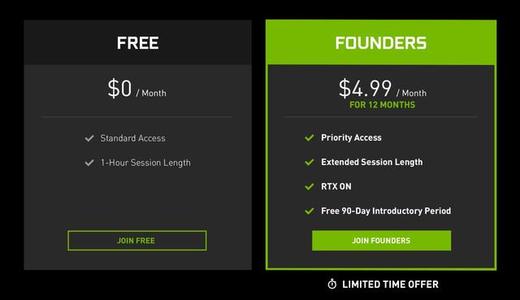 FREE
$0 / Month
Standard Access
1-Hour Session Length
JOIN FREE
FOUNDERS
$4.99 / Month
FOR 12 MONTHS
Priority Access
Extended Session Length
RTX ON
Free 90-Day Introductory Period
JOIN FOUNDERS
LIMITED TIME OFFER